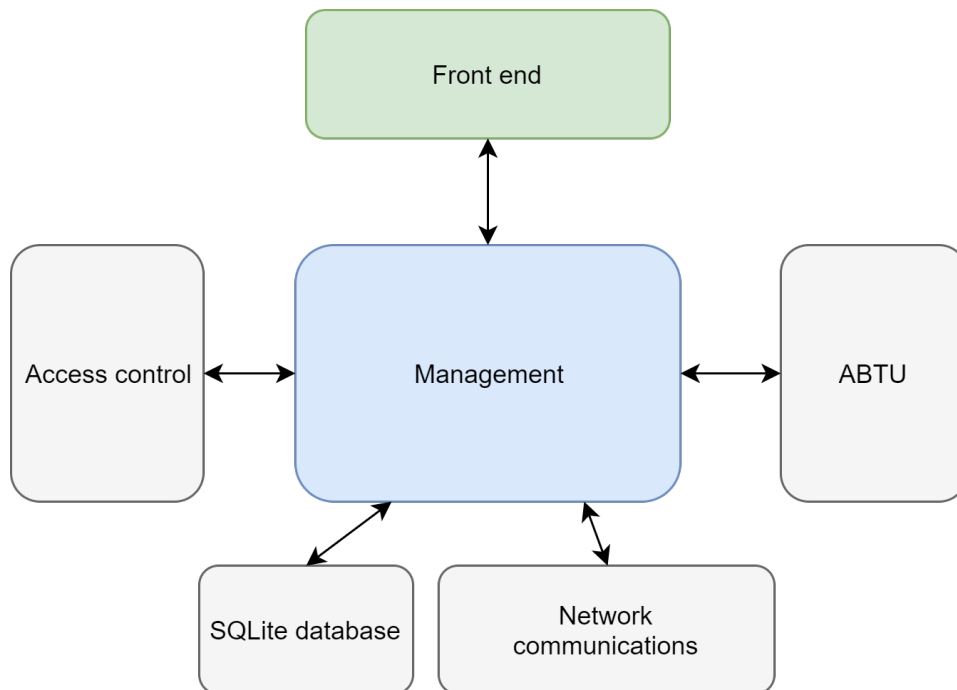 Front end
Access control
Management
ABTU
SQLite database
Network
communications